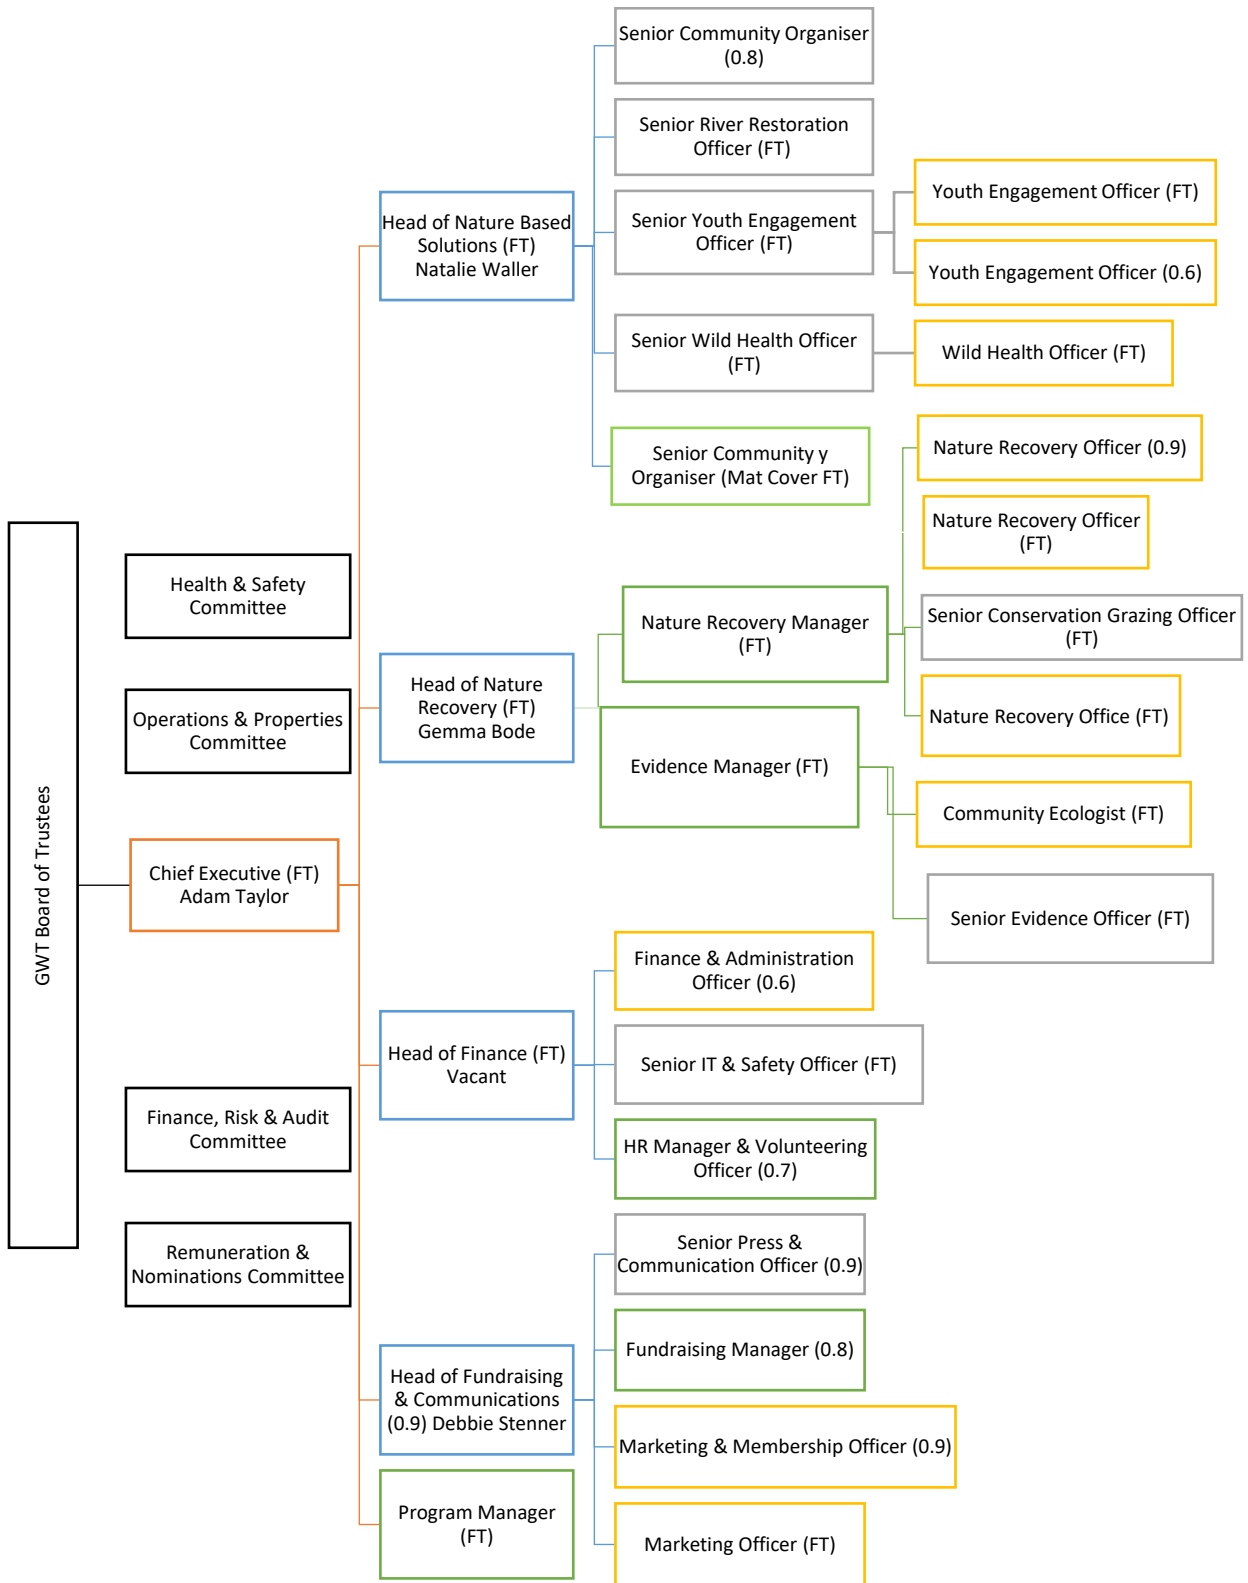 GWT Board of Trustees
Health & Safety
Committee
Operations & Properties
Committee
Chief Executive (FT)
Adam Taylor
Finance, Risk & Audit
Committee
Remuneration &
Nominations Committee
Head of Nature Based
Solutions (FT)
Natalie Waller
Senior Community Organiser
(0.8)
Senior River Restoration
Officer (FT)
Senior Youth Engagement
Officer (FT)
Youth Engagement Officer (FT)
Youth Engagement Officer (0.6)
Senior Wild Health Officer
(FT)
Wild Health Officer (FT)
Senior Community y
Organiser (Mat Cover FT)
Head of Nature
Recovery (FT)
Gemma Bode
Nature Recovery Manager
(FT)
Nature Recovery Officer (0.9)
Nature Recovery Officer
(FT)
Senior Conservation Grazing Officer
(FT)
Nature Recovery Office (FT)
Evidence Manager (FT)
Community Ecologist (FT)
Senior Evidence Officer (FT)
Head of Finance (FT)
Vacant
Finance & Administration
Officer (0.6)
Senior IT & Safety Officer (FT)
HR Manager & Volunteering
Officer (0.7)
Head of Fundraising
& Communications
(0.9) Debbie Stenner
Senior Press &
Communication Officer (0.9)
Fundraising Manager (0.8)
Marketing & Membership Officer (0.9)
Marketing Officer (FT)
Program Manager
(FT)